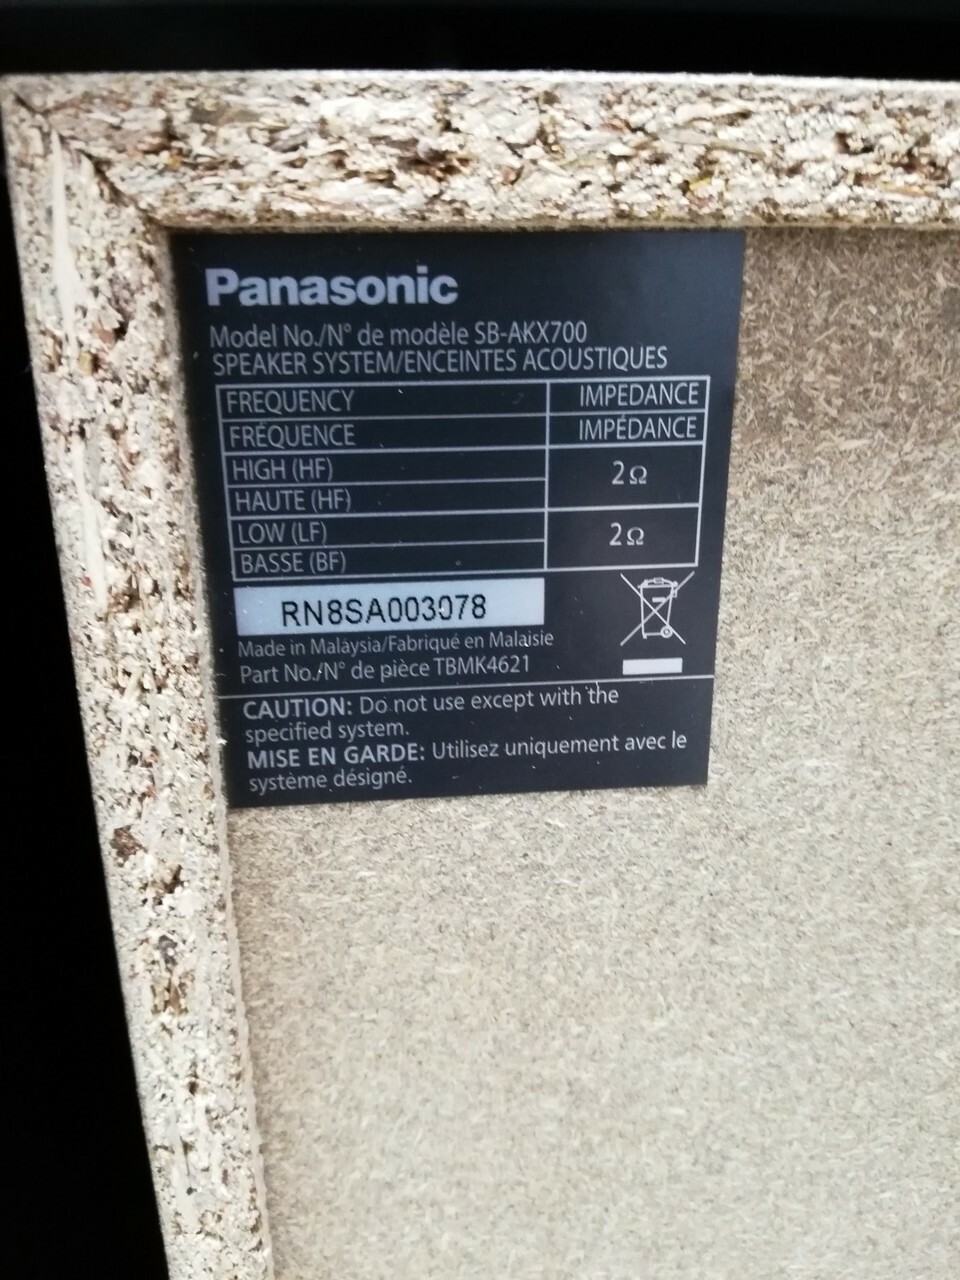 Panasonic
Model No./N° de modèle SB-AKX700
SPEAKER SYSTEM/ENCEINTES ACOUSTIQUES
FREQUENCY IMPEDANCE
FRÉQUENCE IMPÉDANCE
HIGH (HF) 2Ω
HAUTE (HF)
LOW (LF) 2Ω
BASSE (BF)
RN8SA003078
Made in Malaysia/Fabriqué en Malaisie
Part No./N° de pièce TBMK4621
CAUTION: Do not use except with the
specified system.
MISE EN GARDE: Utilisez uniquement avec le
système désigné.